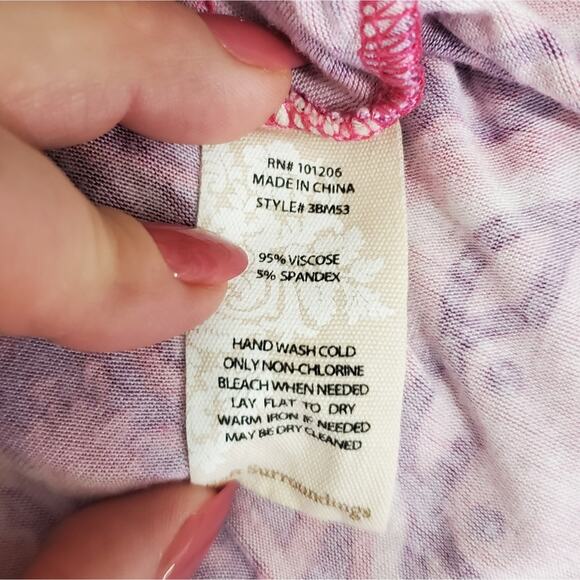 RN# 101206
MADE IN CHINA
STYLE# 3BM53
95% VISCOSE
5% SPANDEX
HAND WASH COLD
ONLY NON-CHLORINE
BLEACH WHEN NEEDED
LAY FLAT TO DRY
WARM IRON IF NEEDED
MAY BE DRY CLEANED
surroundings